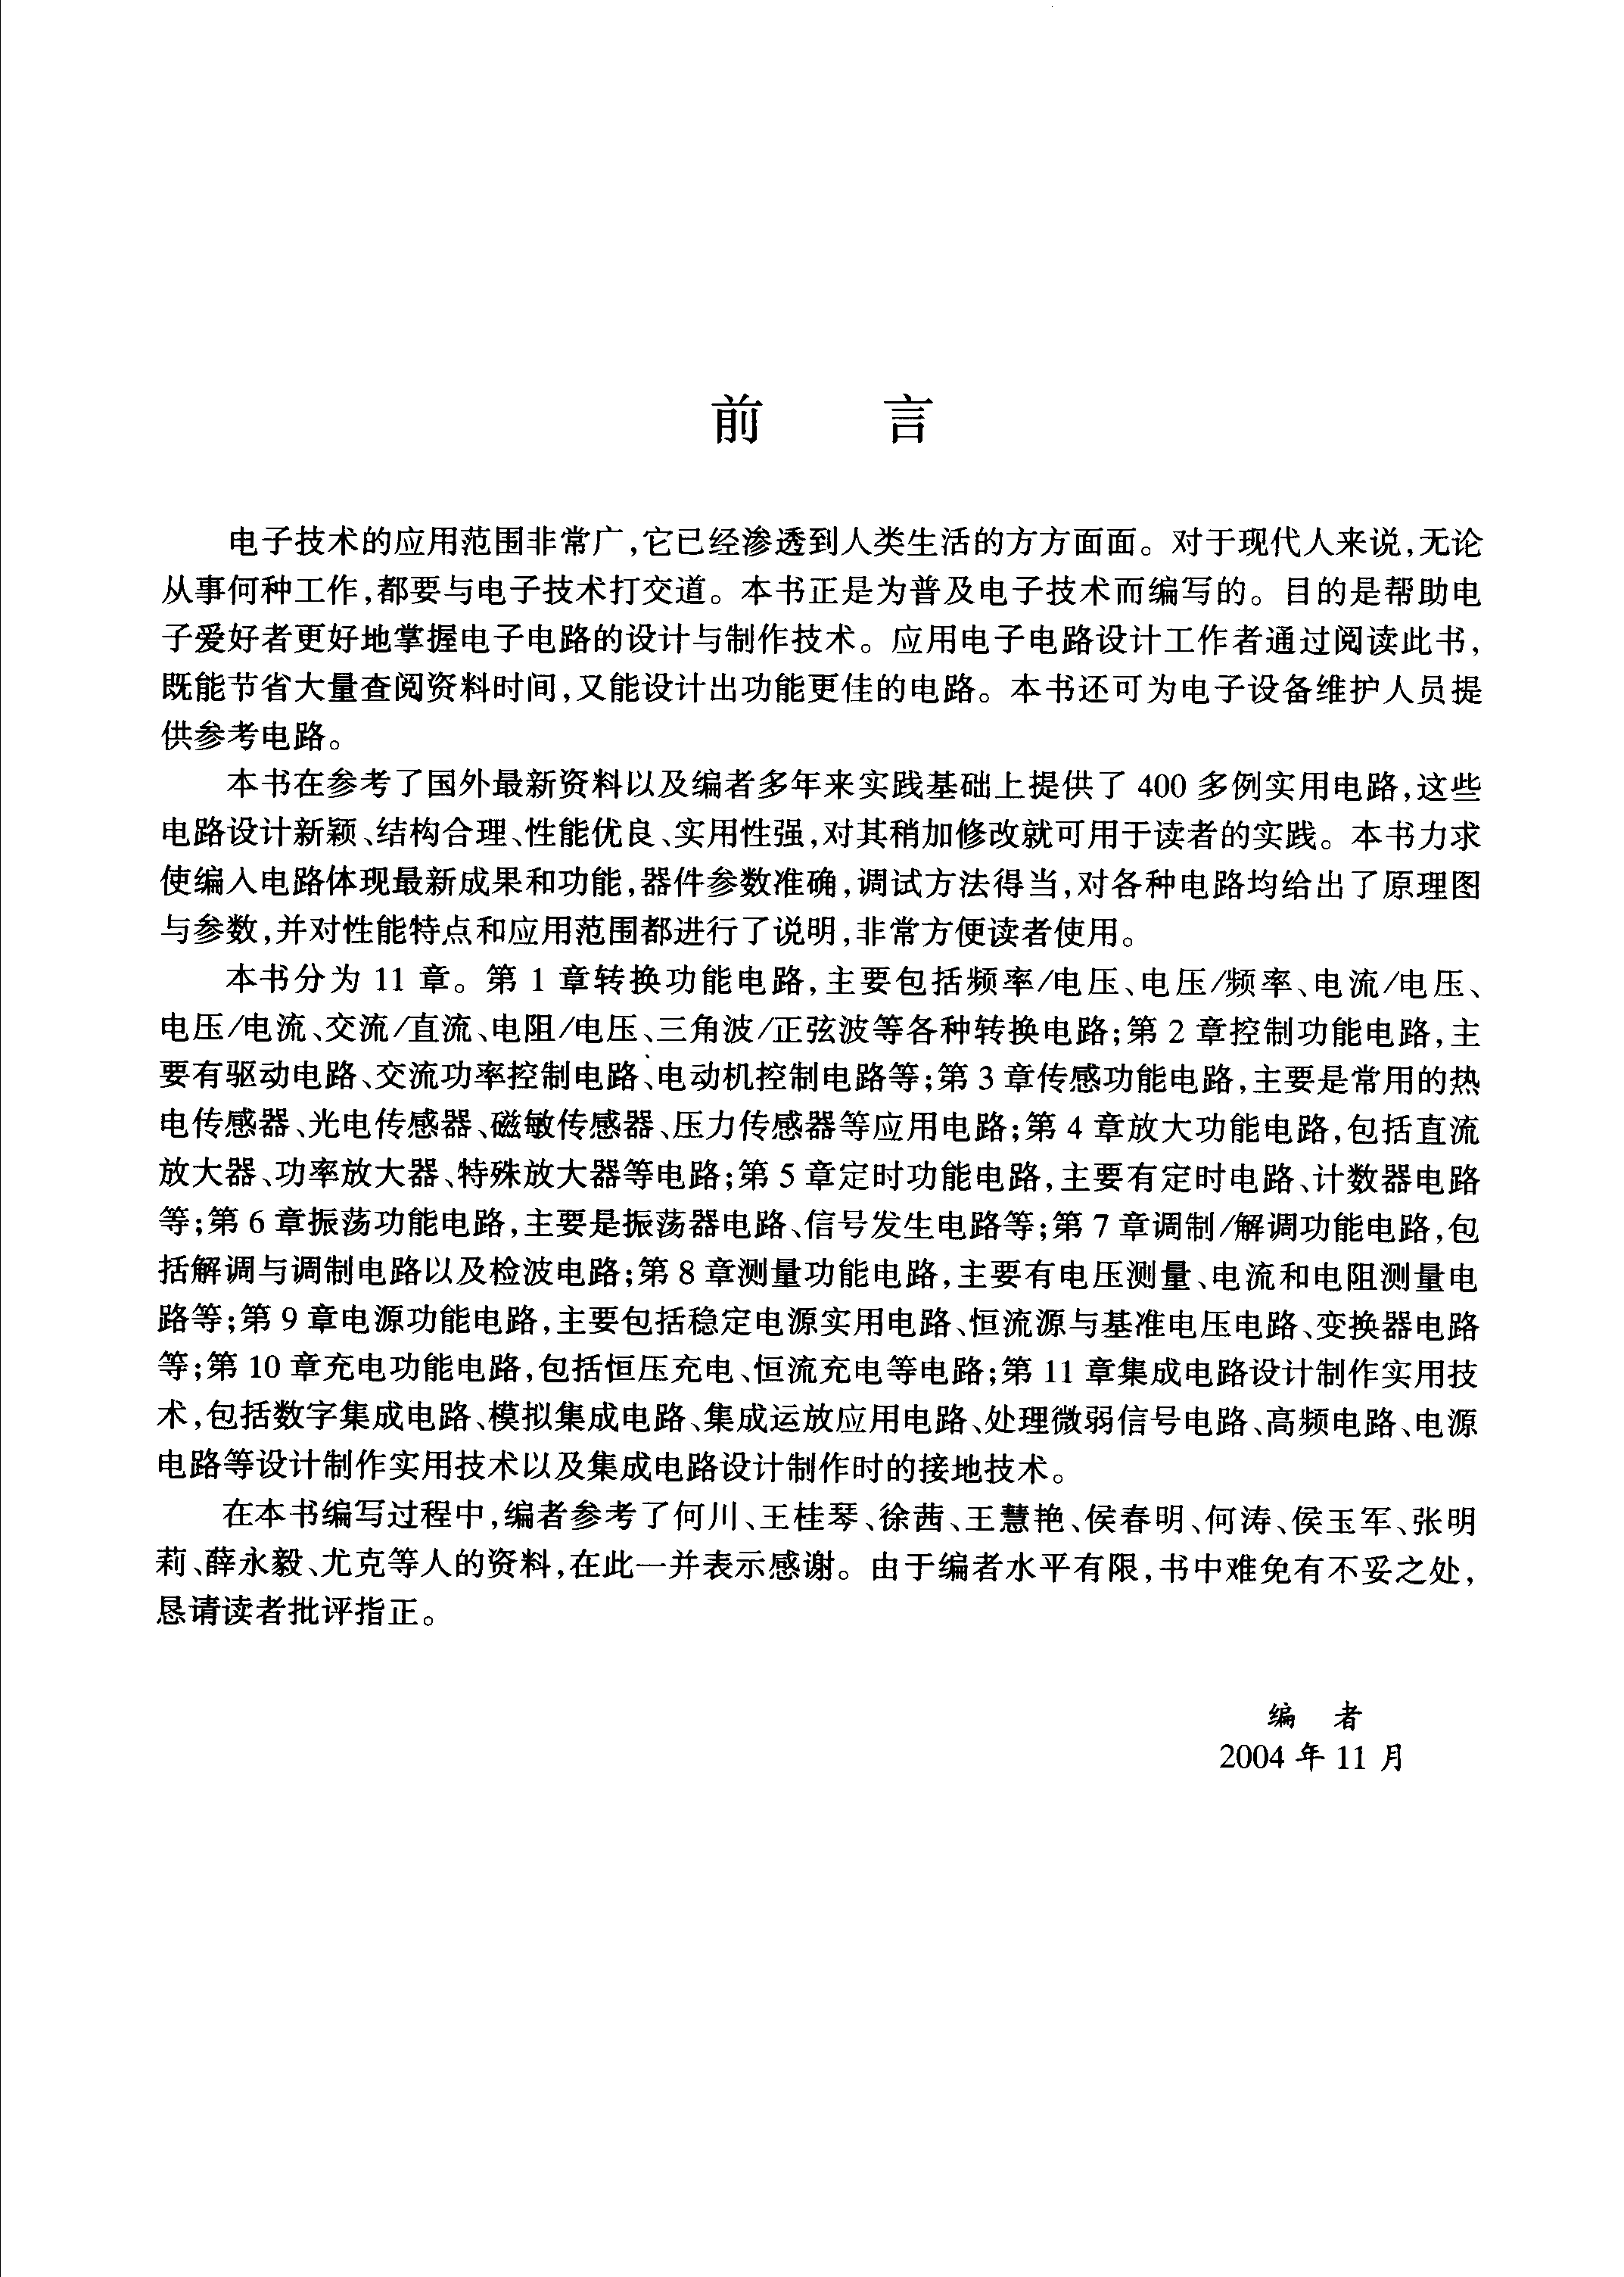 前 言
电子技术的应用范围非常广,它已经渗透到人类生活的方方面面。对于现代人来说,无论
从事何种工作,都要与电子技术打交道。本书正是为普及电子技术而编写的。目的是帮助电
子爱好者更好地掌握电子电路的设计与制作技术。应用电子电路设计工作者通过阅读此书,
既能节省大量查阅资料时间,又能设计出功能更佳的电路。本书还可为电子设备维护人员提
供参考电路。
本书在参考了国外最新资料以及编者多年来实践基础上提供了 400 多例实用电路,这些
电路设计新颖、结构合理、性能优良、实用性强,对其稍加修改就可用于读者的实践。本书力求
使编入电路体现最新成果和功能,器件参数准确,调试方法得当,对各种电路均给出了原理图
与参数,并对性能特点和应用范围都进行了说明,非常方便读者使用。
本书分为 11 章。第 1 章转换功能电路,主要包括频率/电压、电压/频率、电流/电压、
电压/电流、交流/直流、电阻/电压、三角波/正弦波等各种转换电路;第 2 章控制功能电路,主
要有驱动电路、交流功率控制电路、电动机控制电路等;第 3 章传感功能电路,主要是常用的热
电传感器、光电传感器、磁敏传感器、压力传感器等应用电路;第 4 章放大功能电路,包括直流
放大器、功率放大器、特殊放大器等电路;第 5 章定时功能电路,主要有定时电路、计数器电路
等;第 6 章振荡功能电路,主要是振荡器电路、信号发生电路等;第 7 章调制/解调功能电路,包
括解调与调制电路以及检波电路;第 8 章测量功能电路,主要有电压测量、电流和电阻测量电
路等;第 9 章电源功能电路,主要包括稳定电源实用电路、恒流源与基准电压电路、变换器电路
等;第 10 章充电功能电路,包括恒压充电、恒流充电等电路;第 11 章集成电路设计制作实用技
术,包括数字集成电路、模拟集成电路、集成运放应用电路、处理微弱信号电路、高频电路、电源
电路等设计制作实用技术以及集成电路设计制作时的接地技术。
在本书编写过程中,编者参考了何川、王桂琴、徐茜、王慧艳、侯春明、何涛、侯玉军、张明
莉、薛永毅、尤克等人的资料,在此一并表示感谢。由于编者水平有限,书中难免有不妥之处,
恳请读者批评指正。
编 者
2004 年 11 月